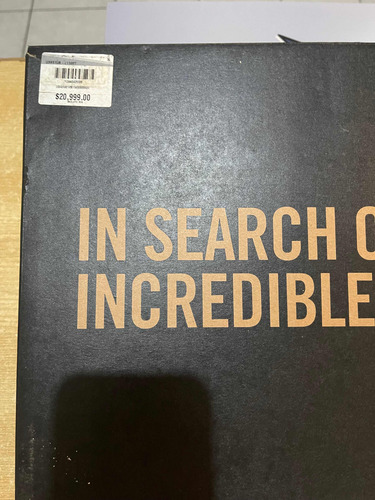 $20,999.00
IN SEARCH O
INCREDIBLE